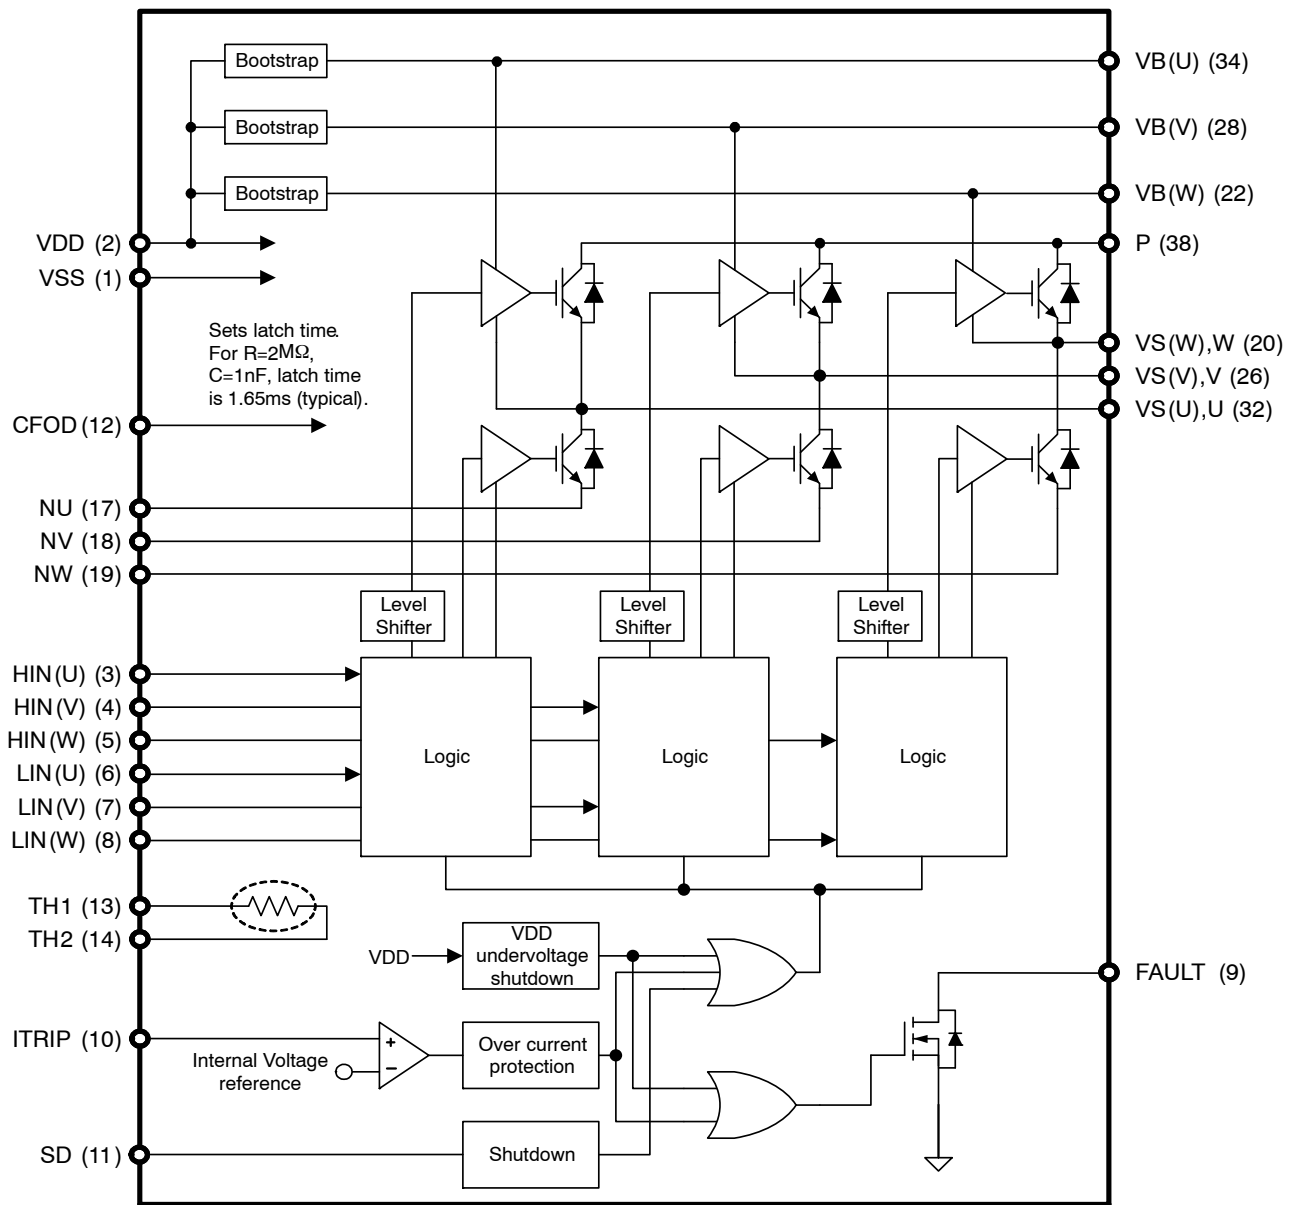 Bootstrap
VB(U) (34)
Bootstrap
VB(V) (28)
Bootstrap
VB(W) (22)
VDD (2)
P (38)
VSS (1)
Sets latch time.
For R=2MΩ,
C=1nF, latch time
is 1.65ms (typical).
VS(W),W (20)
VS(V),V (26)
VS(U),U (32)
CFOD (12)
NU (17)
NV (18)
NW (19)
Level
Shifter
Level
Shifter
Level
Shifter
HIN(U) (3)
HIN(V) (4)
HIN(W) (5)
LIN(U) (6)
LIN(V) (7)
LIN(W) (8)
Logic
Logic
Logic
TH1 (13)
TH2 (14)
VDD
VDD
undervoltage
shutdown
FAULT (9)
ITRIP (10)
+
−
Internal Voltage
reference
Over current
protection
SD (11)
Shutdown